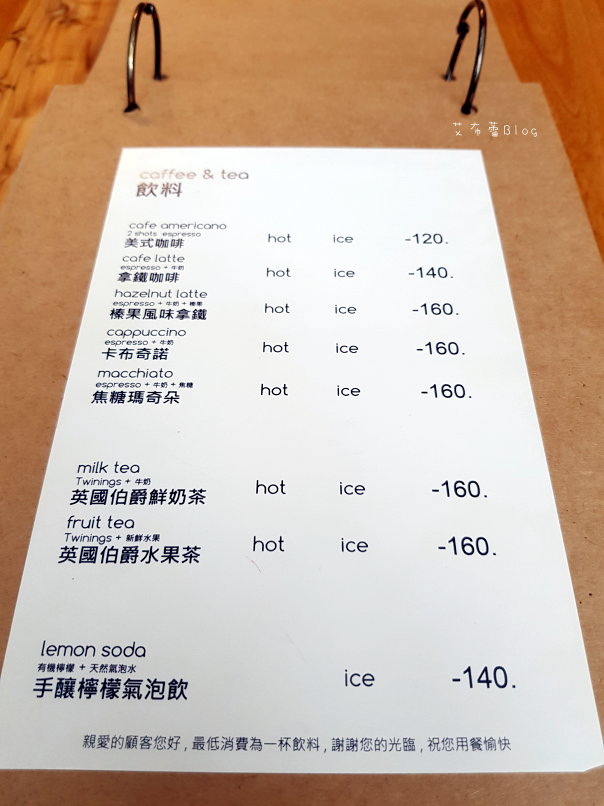 艾布蕾Blog
caffee & tea
飲料
cafe americano
2 shots espresso
美式咖啡 hot ice -120.
cafe latte
espresso + 牛奶
拿鐵咖啡 hot ice -140.
hazelnut latte
espresso + 牛奶 + 榛果
榛果風味拿鐵 hot ice -160.
cappuccino
espresso + 牛奶
卡布奇諾 hot ice -160.
macchiato
espresso + 牛奶 + 焦糖
焦糖瑪奇朵 hot ice -160.
milk tea
Twinings + 牛奶
英國伯爵鮮奶茶 hot ice -160.
fruit tea
Twinings + 新鮮水果
英國伯爵水果茶 hot ice -160.
lemon soda
有機檸檬 + 天然氣泡水
手釀檸檬氣泡飲 ice -140.
親愛的顧客您好 , 最低消費為一杯飲料 , 謝謝您的光臨 , 祝您用餐愉快